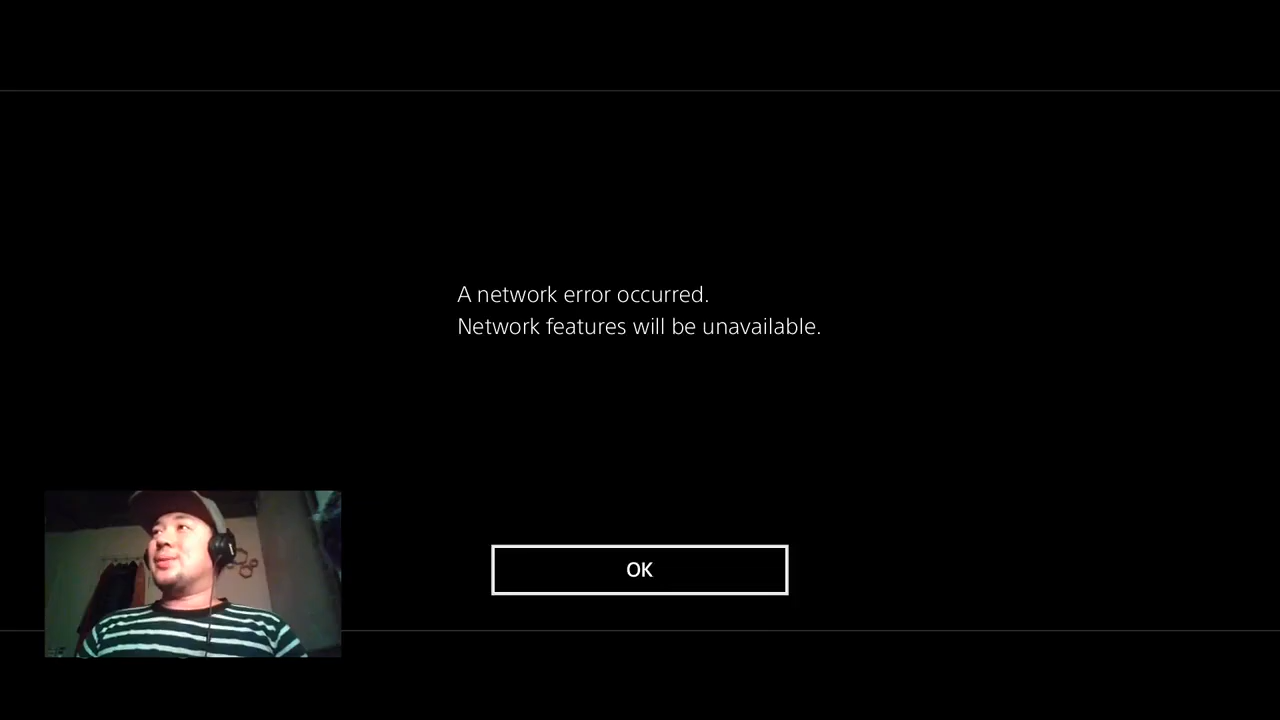 A network error occurred.
Network features will be unavailable.
OK